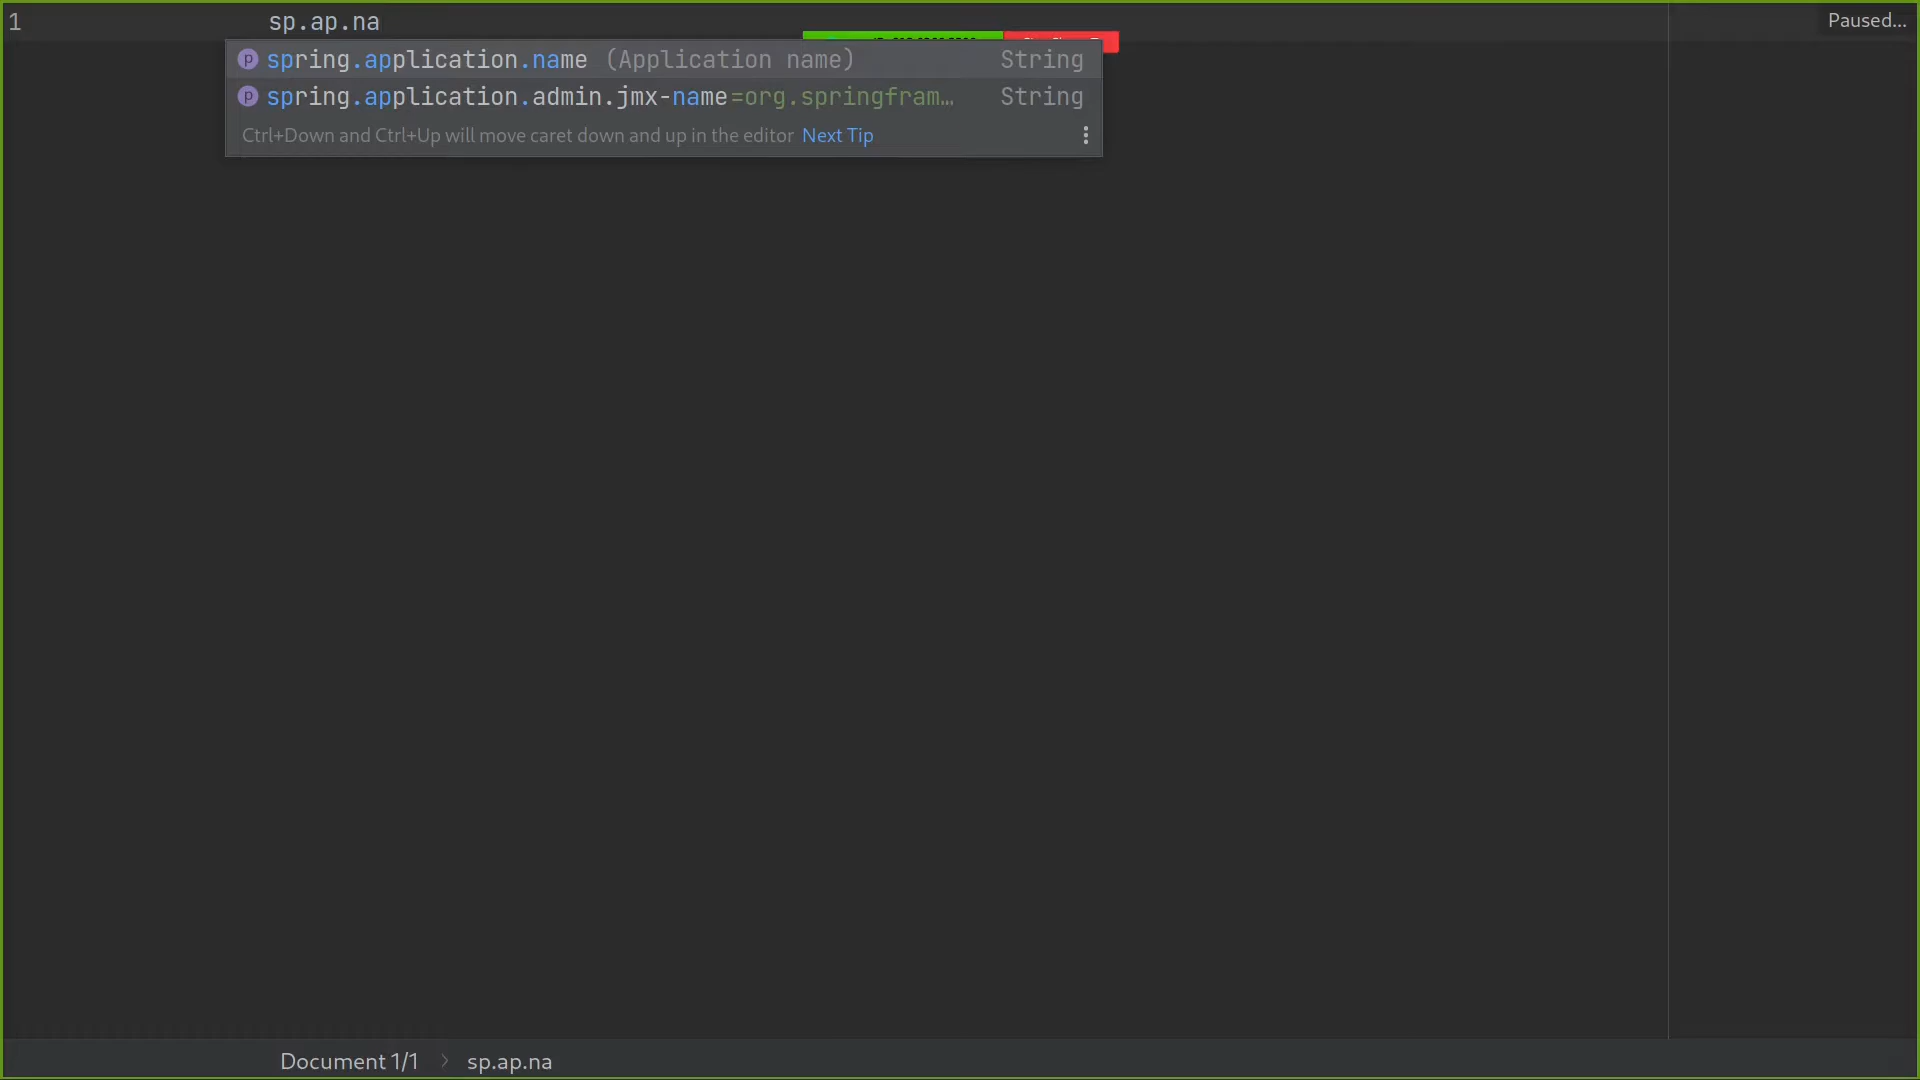 1 sp.ap.na
Paused...
spring.application.name (Application name) String
spring.application.admin.jmx-name=org.springfram… String
Ctrl+Down and Ctrl+Up will move caret down and up in the editor Next Tip
Document 1/1 > sp.ap.na